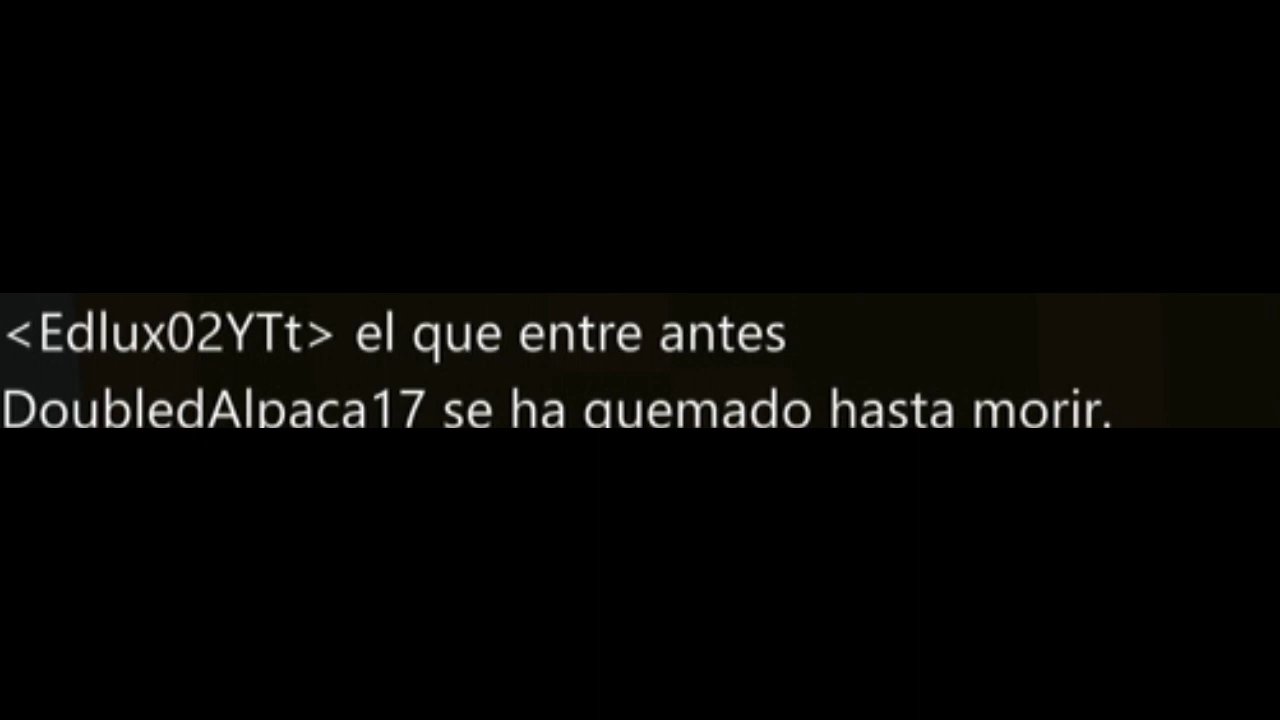 <Edlux02YTt> el que entre antes
DoubledAlpaca17 se ha quemado hasta morir.